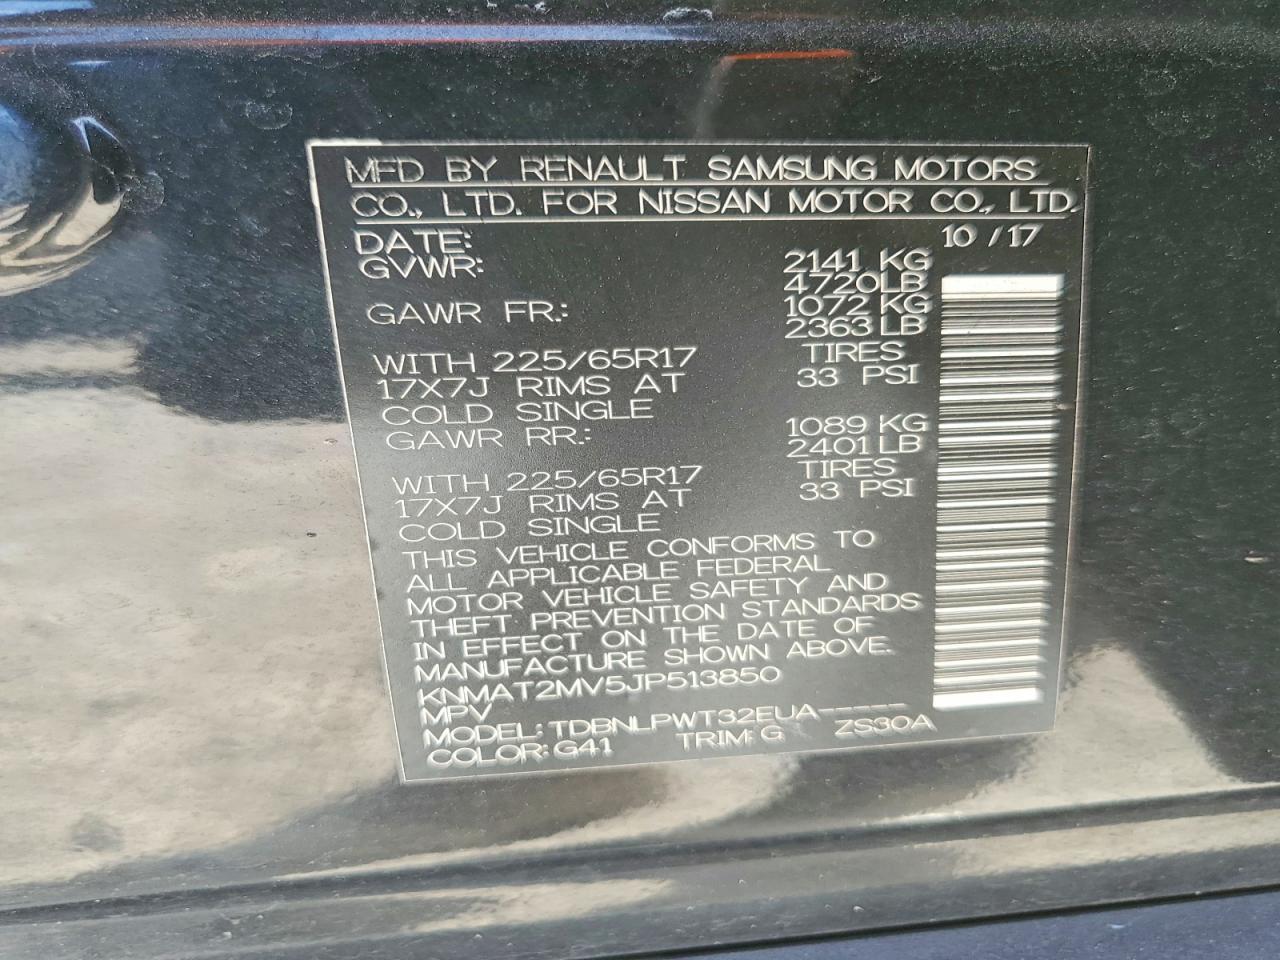 MFD BY RENAULT SAMSUNG MOTORS
CO., LTD. FOR NISSAN MOTOR CO., LTD.
DATE: 10 /17
GVWR: 2141 KG
4720LB
GAWR FR.: 1072 KG
2363LB
WITH 225/65R17 TIRES
17X7J RIMS AT 33 PSI
COLD SINGLE
GAWR RR.: 1089 KG
2401LB
WITH 225/65R17 TIRES
17X7J RIMS AT 33 PSI
COLD SINGLE
THIS VEHICLE CONFORMS TO
ALL APPLICABLE FEDERAL
MOTOR VEHICLE SAFETY AND
THEFT PREVENTION STANDARDS
IN EFFECT ON THE DATE OF
MANUFACTURE SHOWN ABOVE.
KNMAT2MV5JP513850
MPV
MODEL: TDBNLPWT32EUA-----
COLOR: G41 TRIM: G ZS30A